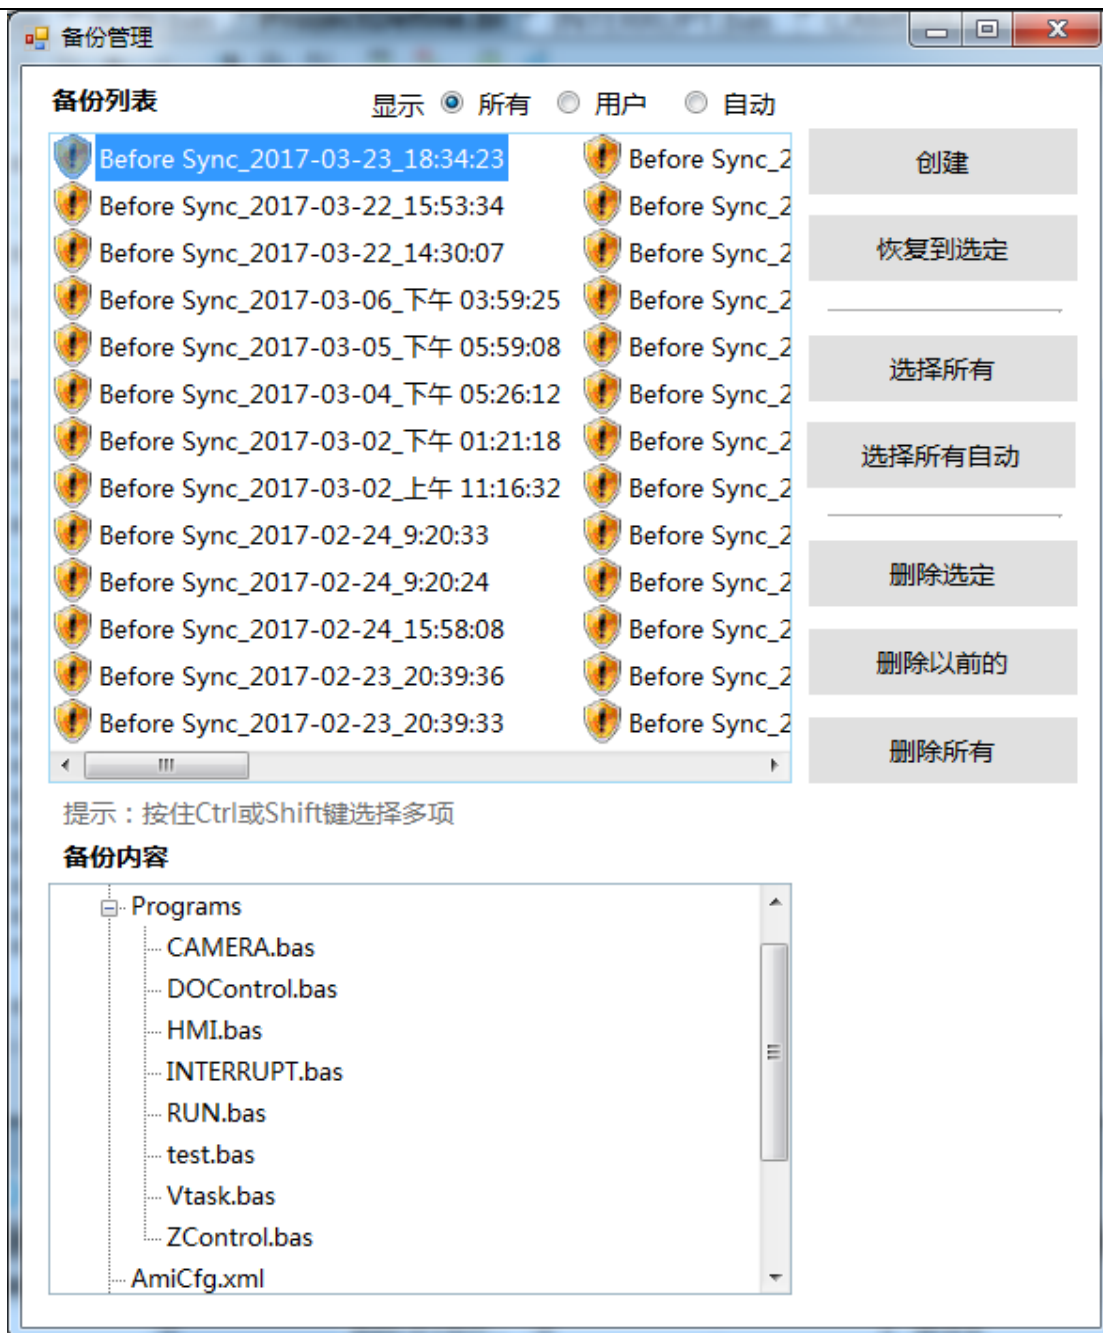 备份管理
备份列表 显示 所有 用户 自动
Before Sync_2017-03-23_18:34:23 Before Sync_2
Before Sync_2017-03-22_15:53:34 Before Sync_2
Before Sync_2017-03-22_14:30:07 Before Sync_2
Before Sync_2017-03-06_下午 03:59:25 Before Sync_2
Before Sync_2017-03-05_下午 05:59:08 Before Sync_2
Before Sync_2017-03-04_下午 05:26:12 Before Sync_2
Before Sync_2017-03-02_下午 01:21:18 Before Sync_2
Before Sync_2017-03-02_上午 11:16:32 Before Sync_2
Before Sync_2017-02-24_9:20:33 Before Sync_2
Before Sync_2017-02-24_9:20:24 Before Sync_2
Before Sync_2017-02-24_15:58:08 Before Sync_2
Before Sync_2017-02-23_20:39:36 Before Sync_2
Before Sync_2017-02-23_20:39:33 Before Sync_2
创建
恢复到选定
选择所有
选择所有自动
删除选定
删除以前的
删除所有
提示：按住Ctrl或Shift键选择多项
备份内容
Programs
CAMERA.bas
DOControl.bas
HMI.bas
INTERRUPT.bas
RUN.bas
test.bas
Vtask.bas
ZControl.bas
AmiCfg.xml